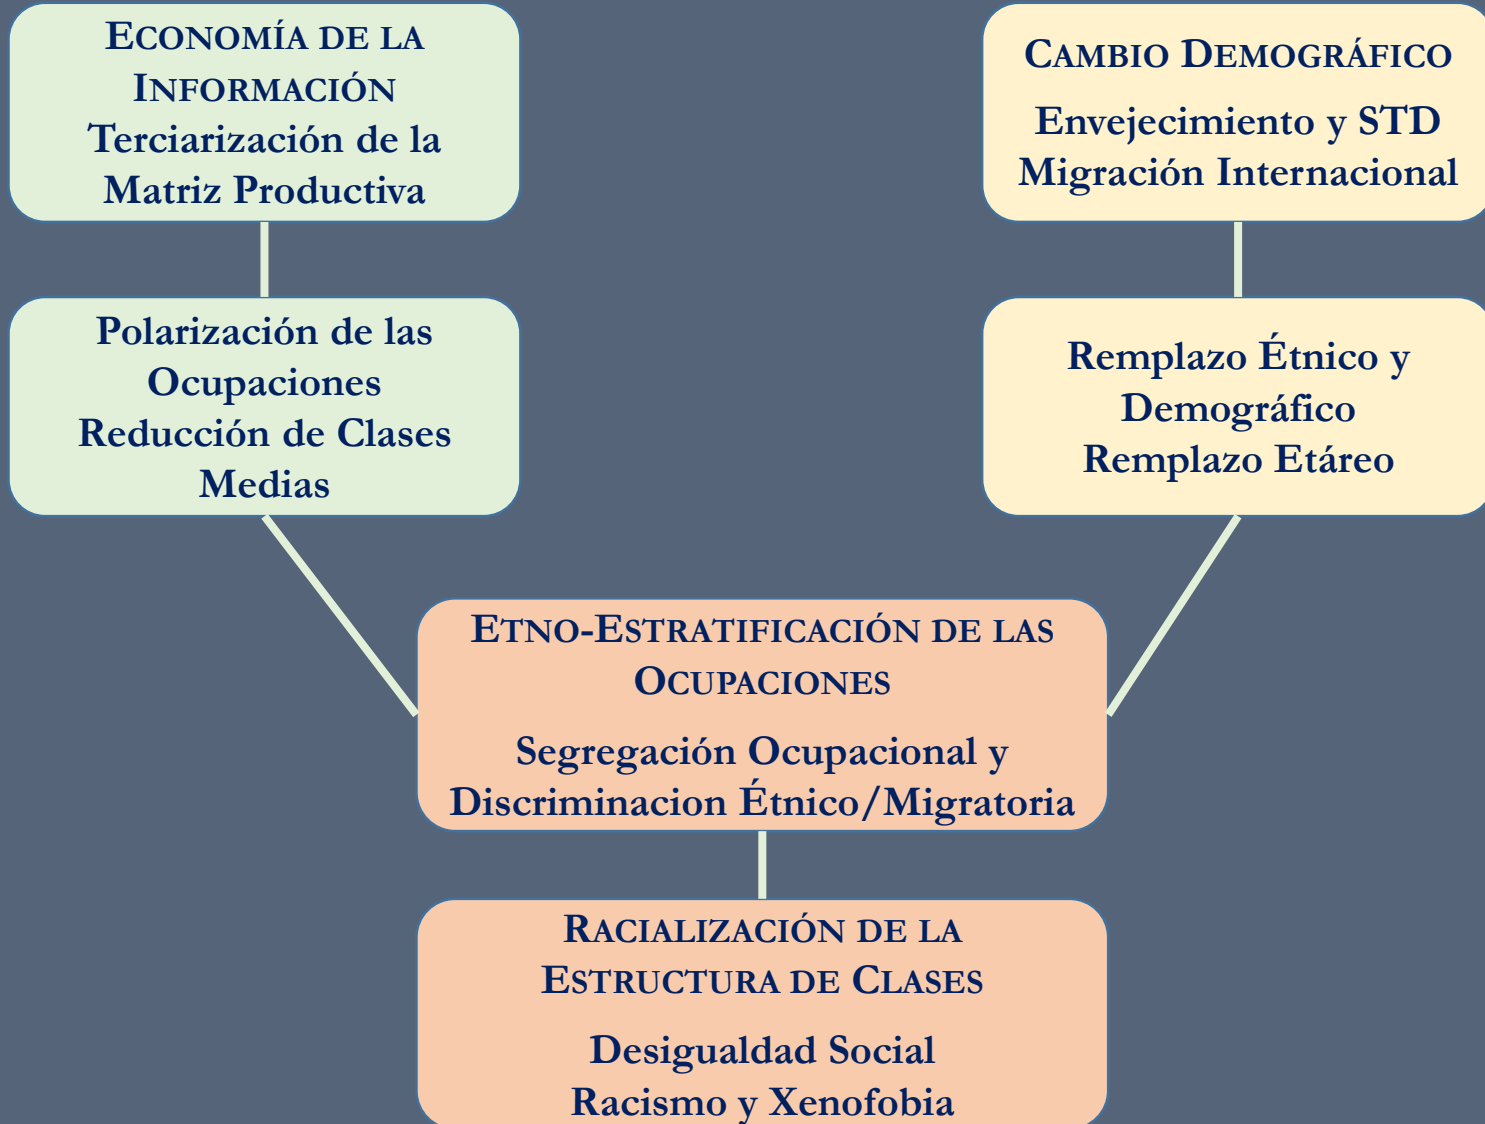 ECONOMÍA DE LA
INFORMACIÓN
Terciarización de la
Matriz Productiva
CAMBIO DEMOGRÁFICO
Envejecimiento y STD
Migración Internacional
Polarización de las
Ocupaciones
Reducción de Clases
Medias
Remplazo Étnico y
Demográfico
Remplazo Etáreo
ETNO-ESTRATIFICACIÓN DE LAS
OCUPACIONES
Segregación Ocupacional y
Discriminacion Étnico/Migratoria
RACIALIZACIÓN DE LA
ESTRUCTURA DE CLASES
Desigualdad Social
Racismo y Xenofobia